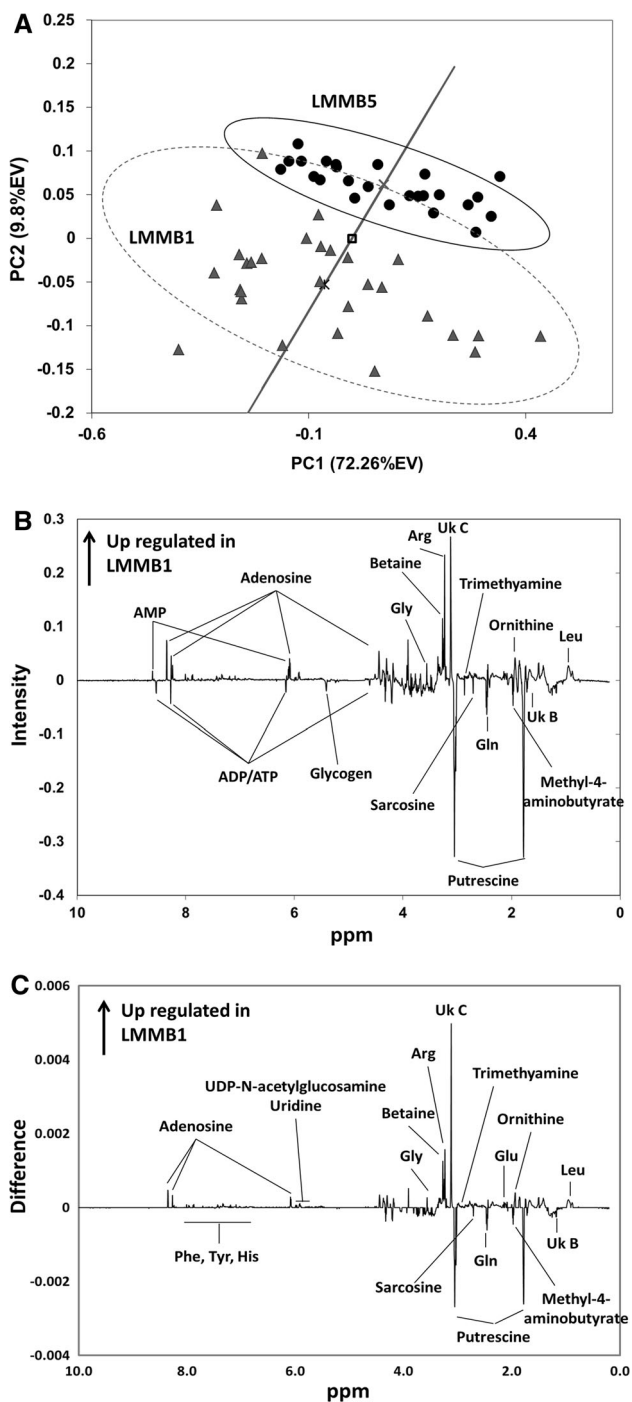 A
0.25
0.2
0.15
0.1
0.05
0
-0.05
-0.1
-0.15
-0.2
PC2 (9.8%EV)
LMMB5
LMMB1
-0.6
-0.1
0.4
PC1 (72.26%EV)
B
0.3
0.2
0.1
0
-0.1
-0.2
-0.3
-0.4
Intensity
Up regulated in
LMMB1
Uk C
Arg
Betaine
Trimethyamine
Adenosine
AMP
Gly
Ornithine
Leu
Uk B
Gln
ADP/ATP
Glycogen
Sarcosine
Methyl-4-
aminobutyrate
Putrescine
10
8
6
4
2
0
ppm
C
0.006
0.004
0.002
0.000
-0.002
-0.004
Difference
Up regulated in
LMMB1
Uk C
Arg
Trimethyamine
UDP-N-acetylglucosamine
Uridine
Betaine
Ornithine
Adenosine
Gly
Glu
Leu
Uk B
Phe, Tyr, His
Gln
Sarcosine
Methyl-4-
aminobutyrate
Putrescine
10.0
8.0
6.0
4.0
2.0
0.0
ppm